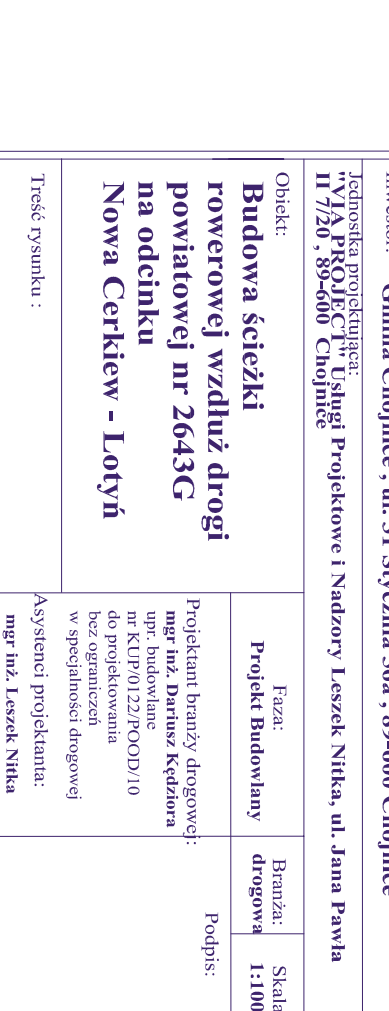 Gmina Chojnice , ul. 31 Stycznia 56a , 89-600 Chojnice
Jednostka projektująca:
"VIA PROJECT" Usługi Projektowe i Nadzory Leszek Nitka, ul. Jana Pawła
II 7/20 , 89-600 Chojnice
Obiekt:
Budowa ścieżki
rowerowej wzdłuż drogi
powiatowej nr 2643G
na odcinku
Nowa Cerkiew - Lotyń
Faza:
Projekt Budowlany
Branża:
drogowa
Skala
1:100
Projektant branży drogowej:
mgr inż. Dariusz Kędziora
upr. budowlane
nr KUP/0122/POOD/10
do projektowania
bez ograniczeń
w specjalności drogowej
Podpis:
Treść rysunku :
Asystenci projektanta:
mgr inż. Leszek Nitka